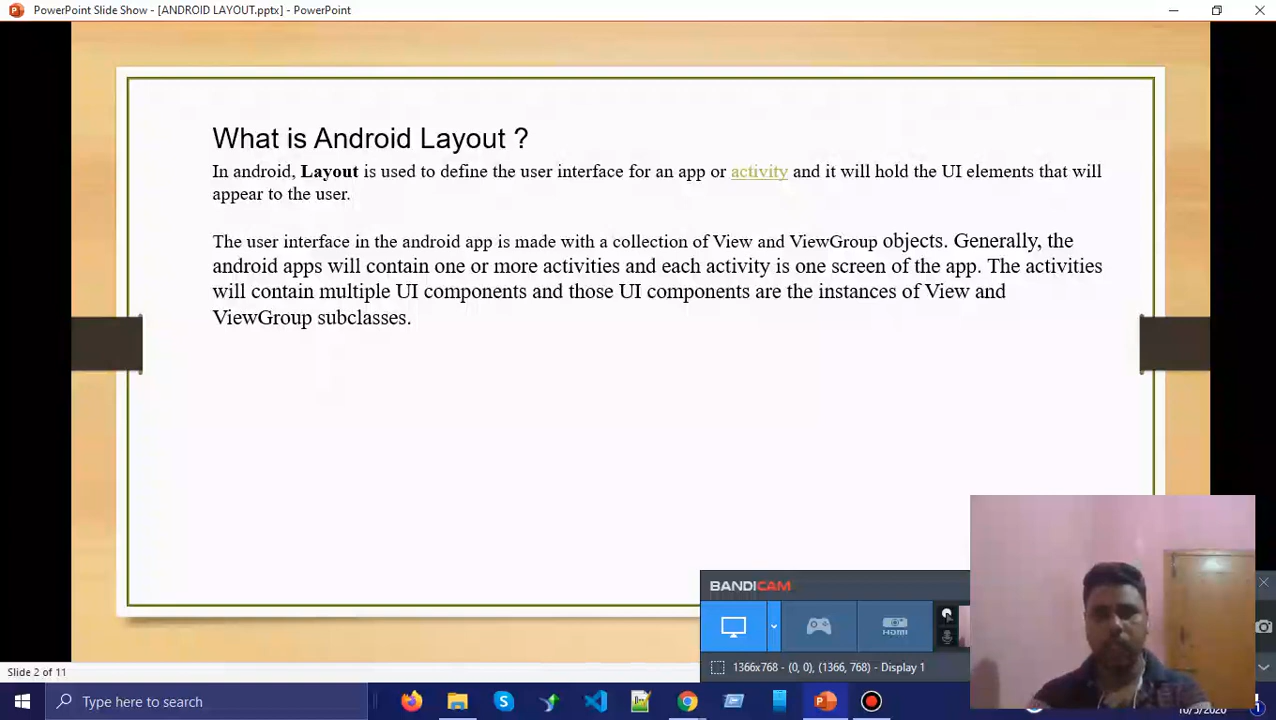 PowerPoint Slide Show - [ANDROID LAYOUT.pptx] - PowerPoint
What is Android Layout ?
In android, Layout is used to define the user interface for an app or activity and it will hold the UI elements that will
appear to the user.
The user interface in the android app is made with a collection of View and ViewGroup objects. Generally, the
android apps will contain one or more activities and each activity is one screen of the app. The activities
will contain multiple UI components and those UI components are the instances of View and
ViewGroup subclasses.
BANDICAM
HDMI
1366x768 - (0, 0), (1366, 768) - Display 1
Slide 2 of 11
Type here to search